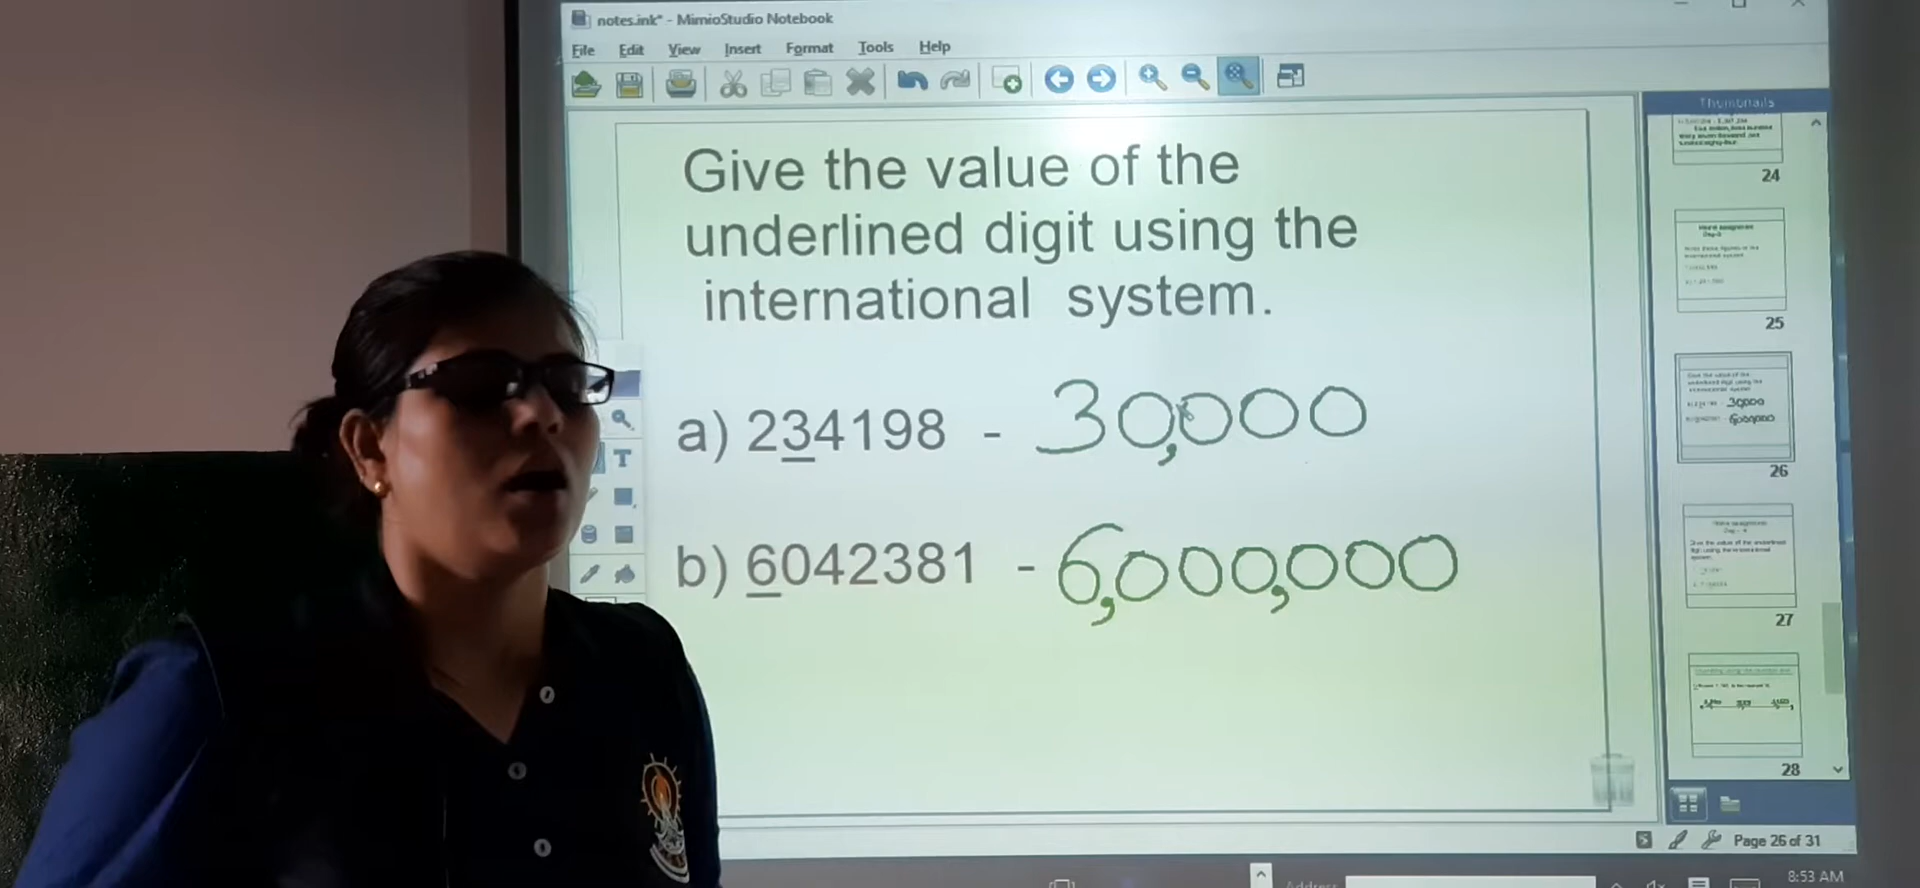 notes.ink* - MimioStudio Notebook
File Edit View Insert Format Tools Help
Thumbnails
Give the value of the
underlined digit using the
international system.
a) 234198 - 30,000
b) 6042381 - 6,000,000
T
24
25
26
27
28
Page 26 of 31
Address
8:53 AM